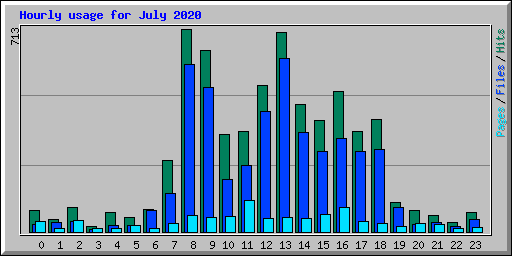 Hourly usage for July 2020
713
Pages / Files / Hits
0 1 2 3 4 5 6 7 8 9 10 11 12 13 14 15 16 17 18 19 20 21 22 23